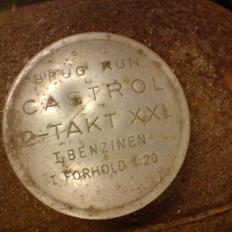 BRUG KUN
CASTROL
2-TAKT XXL
I BENZINEN
I FORHOLD 1:20